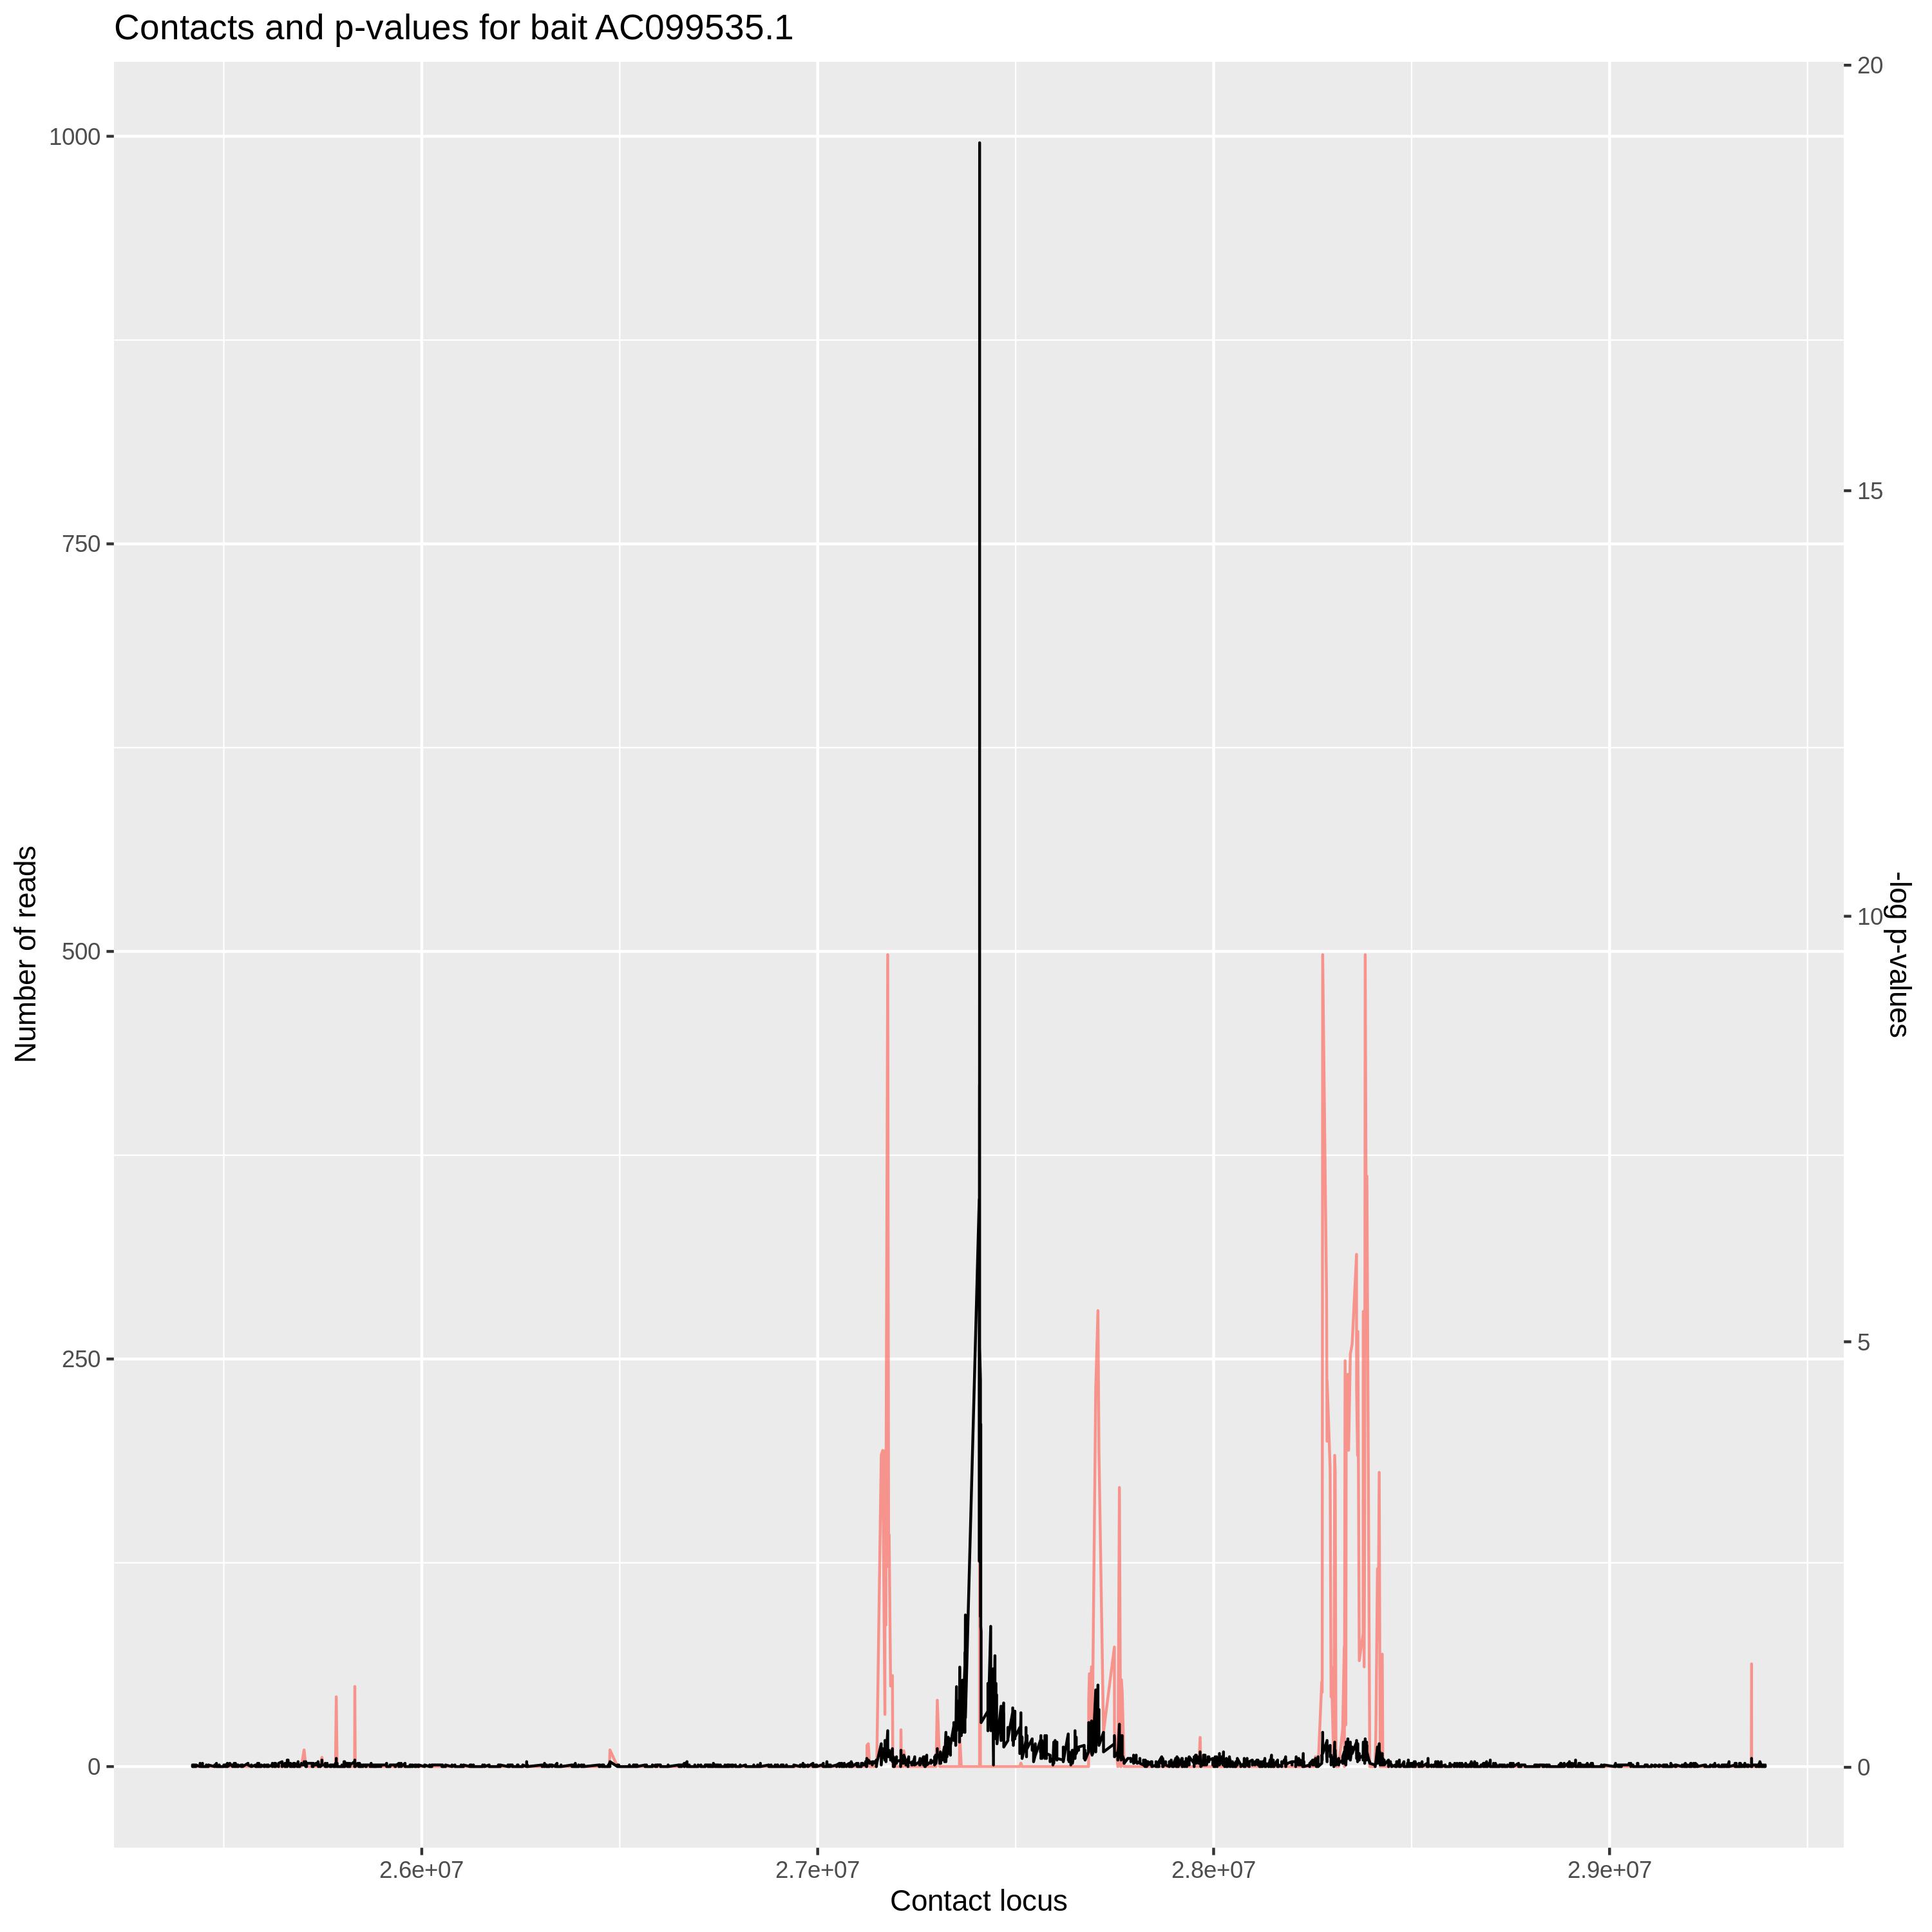 Contacts and p-values for bait AC099535.1
1000
750
500
250
0
Number of reads
20
15
10
5
0
-log p-values
2.6e+07
2.7e+07
2.8e+07
2.9e+07
Contact locus